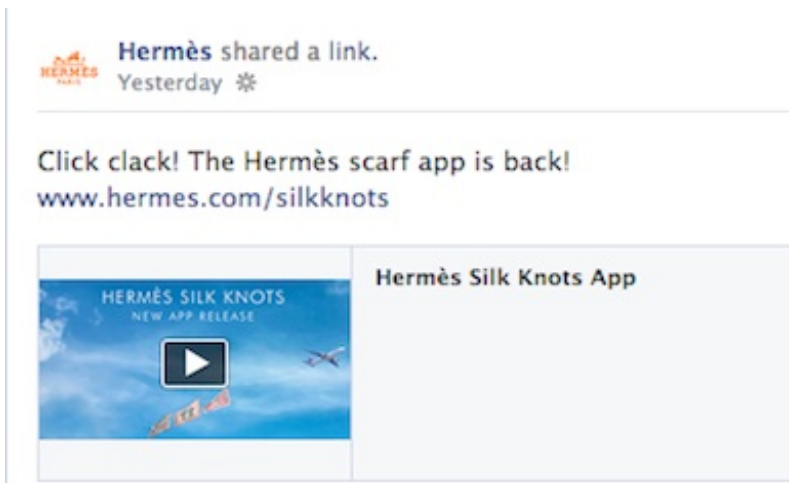 HERMÈS
PARIS
Hermès shared a link.
Yesterday
Click clack! The Hermès scarf app is back!
www.hermes.com/silkknots
HERMÈS SILK KNOTS
NEW APP RELEASE
Hermès Silk Knots App